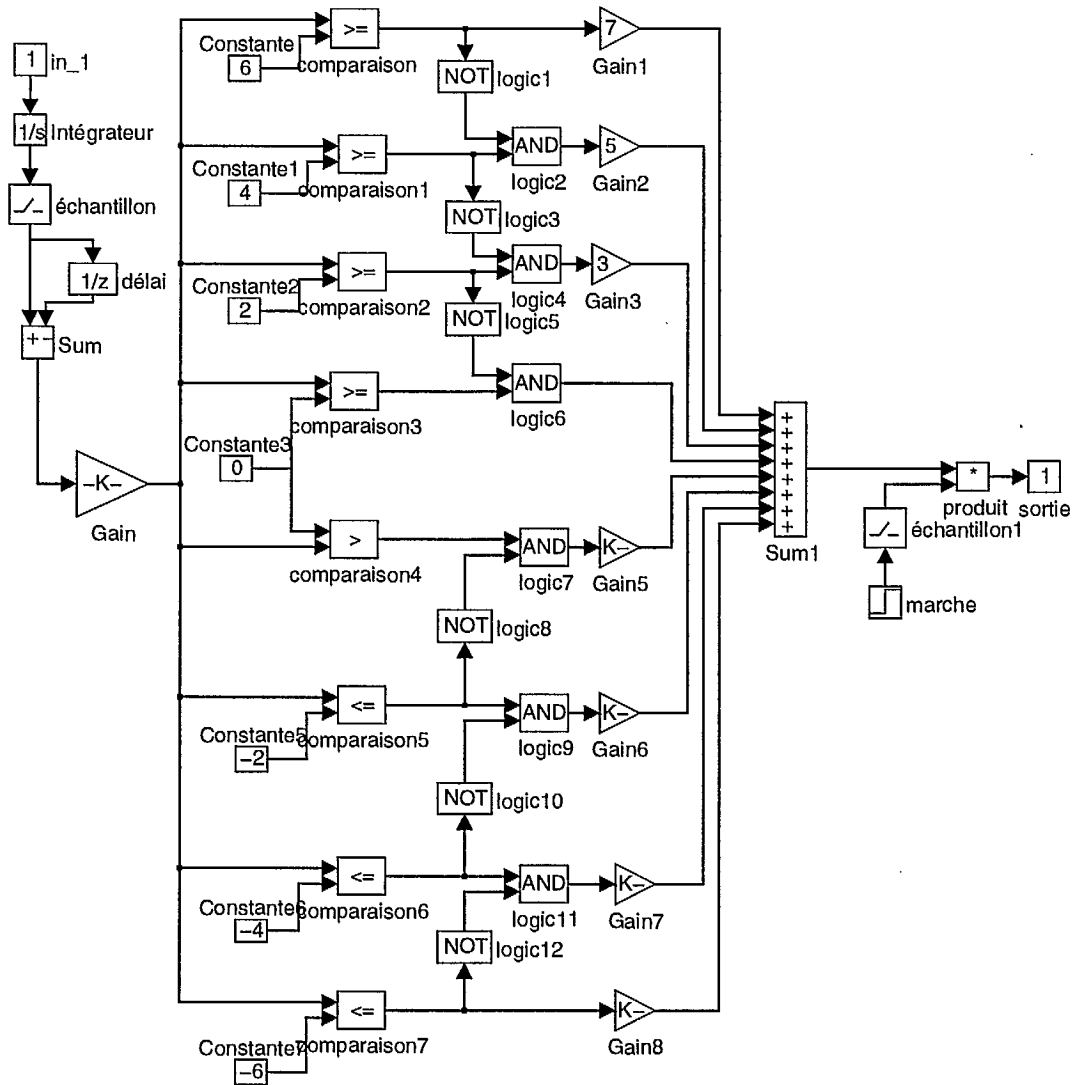 1 in_1
1/s Intégrateur
échantillon
1/z délai
+ - Sum
-K-
Gain
Constante
6
>=
comparaison
NOT logic1
7
Gain1
Constante1
4
>=
comparaison1
AND
logic2
5
Gain2
NOT logic3
Constante2
2
>=
comparaison2
AND
logic4
3
Gain3
NOT logic5
>=
comparaison3
AND
logic6
Constante3
0
>
comparaison4
AND
logic7
K-
Gain5
NOT logic8
Constante5
-2
<=
comparaison5
AND
logic9
K-
Gain6
NOT logic10
Constante6
-4
<=
comparaison6
AND
logic11
K-
Gain7
NOT logic12
Constante7
-6
<=
comparaison7
K-
Gain8
+
+
+
+
+
+
+
+
Sum1
*
produit
1
sortie
échantillon1
marche